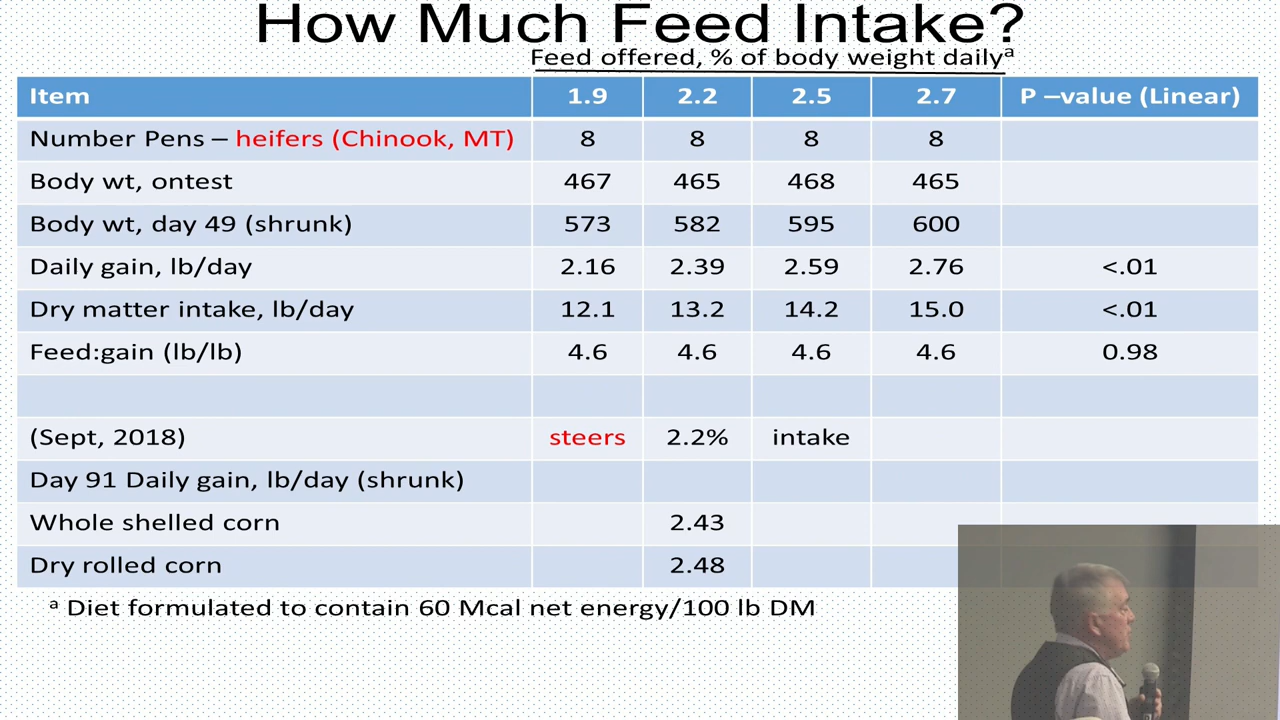 How Much Feed Intake?
Feed offered, % of body weight dailyᵃ
Item 1.9 2.2 2.5 2.7 P –value (Linear)
Number Pens – heifers (Chinook, MT) 8 8 8 8
Body wt, ontest 467 465 468 465
Body wt, day 49 (shrunk) 573 582 595 600
Daily gain, lb/day 2.16 2.39 2.59 2.76 <.01
Dry matter intake, lb/day 12.1 13.2 14.2 15.0 <.01
Feed:gain (lb/lb) 4.6 4.6 4.6 4.6 0.98
(Sept, 2018) steers 2.2% intake
Day 91 Daily gain, lb/day (shrunk)
Whole shelled corn 2.43
Dry rolled corn 2.48
ᵃ Diet formulated to contain 60 Mcal net energy/100 lb DM